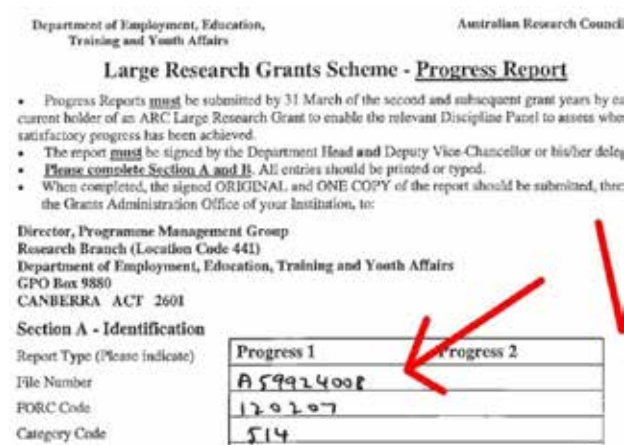 Department of Employment, Education, Australian Research Council
Training and Youth Affairs
Large Research Grants Scheme - Progress Report
• Progress Reports must be submitted by 31 March of the second and subsequent grant years by
current holder of an ARC Large Research Grant to enable the relevant Discipline Panel to assess
satisfactory progress has been achieved.
• The report must be signed by the Department Head and Deputy Vice-Chancellor or his/her
• Please complete Section A and B. All entries should be printed or typed.
• When completed, the signed ORIGINAL and ONE COPY of the report should be submitted,
the Grants Administration Office of your Institution, to:
Director, Programme Management Group
Research Branch (Location Code 441)
Department of Employment, Education, Training and Youth Affairs
GPO Box 9880
CANBERRA ACT 2601
Section A - Identification
Report Type (Please indicate) Progress 1 Progress 2
File Number A59924008
FORC Code 120207
Category Code 514